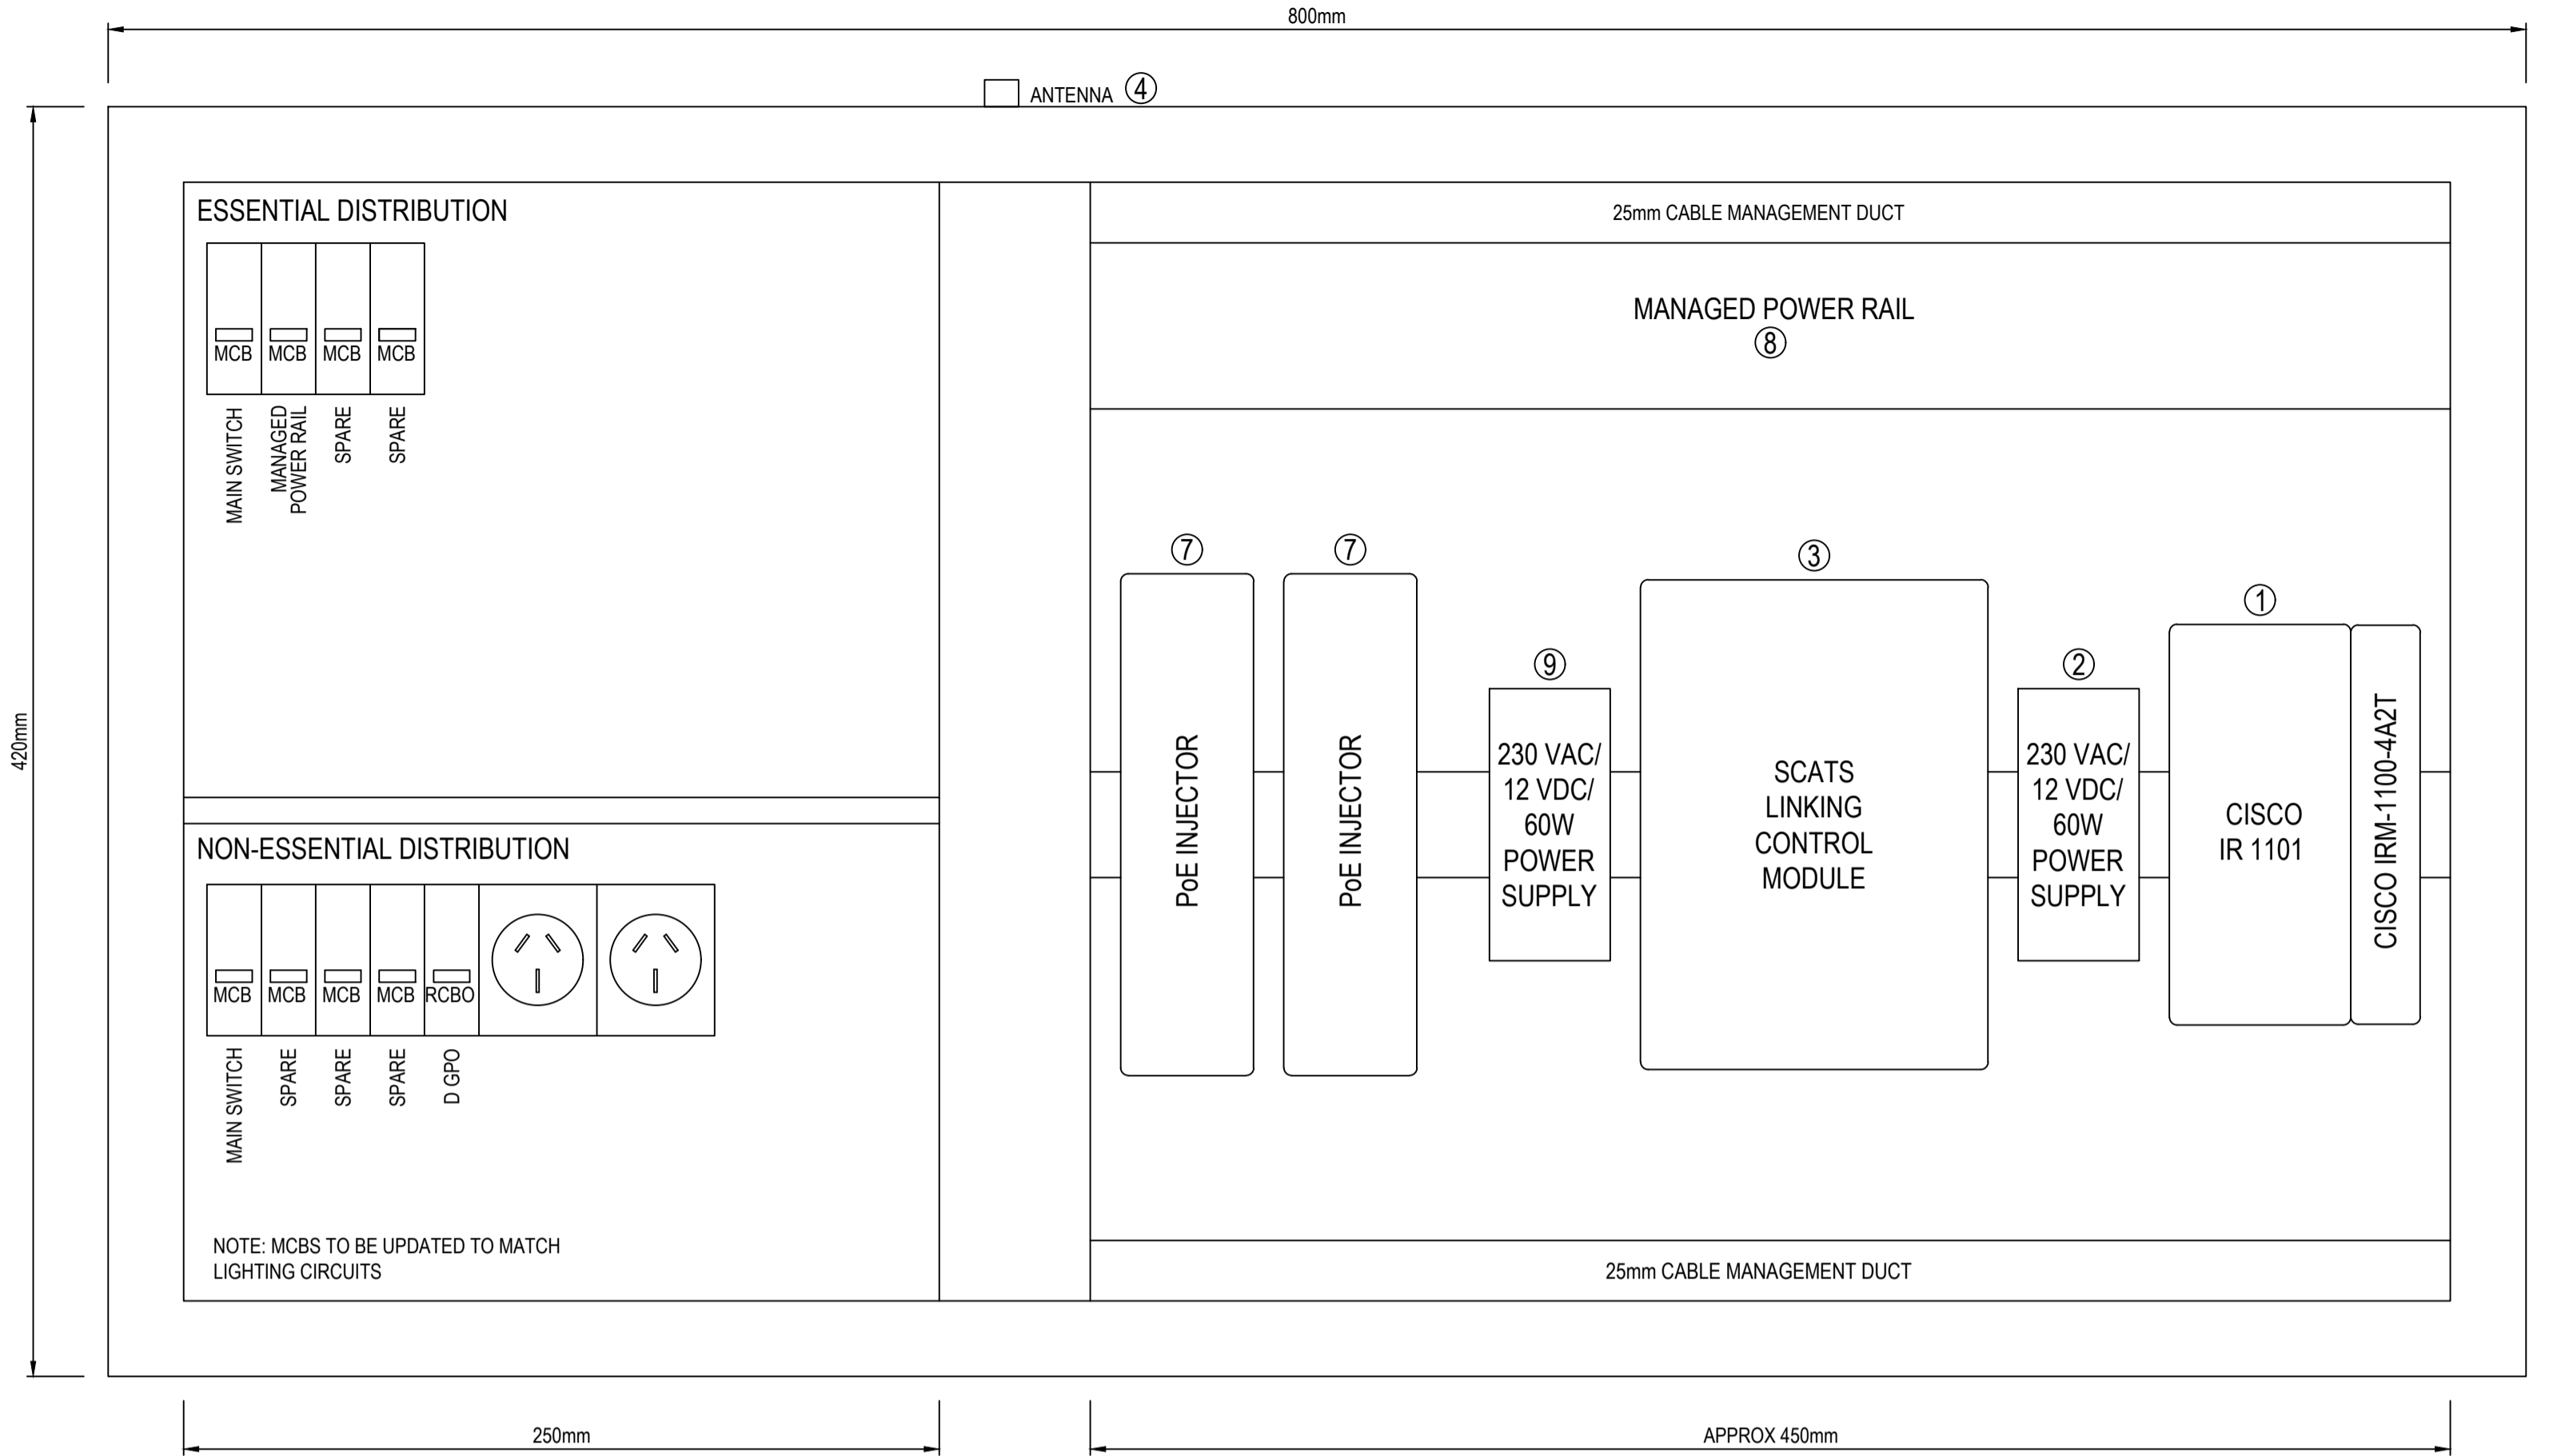 800mm
ANTENNA 4
420mm
ESSENTIAL DISTRIBUTION
MCB MCB MCB MCB
MAIN SWITCH
MANAGED
POWER RAIL
SPARE
SPARE
NON-ESSENTIAL DISTRIBUTION
MCB MCB MCB MCB RCBO
MAIN SWITCH
SPARE
SPARE
SPARE
D GPO
NOTE: MCBS TO BE UPDATED TO MATCH
LIGHTING CIRCUITS
25mm CABLE MANAGEMENT DUCT
MANAGED POWER RAIL
8
7
PoE INJECTOR
7
PoE INJECTOR
9
230 VAC/
12 VDC/
60W
POWER
SUPPLY
3
SCATS
LINKING
CONTROL
MODULE
2
230 VAC/
12 VDC/
60W
POWER
SUPPLY
1
CISCO
IR 1101
CISCO IRM-1100-4A2T
25mm CABLE MANAGEMENT DUCT
250mm
APPROX 450mm